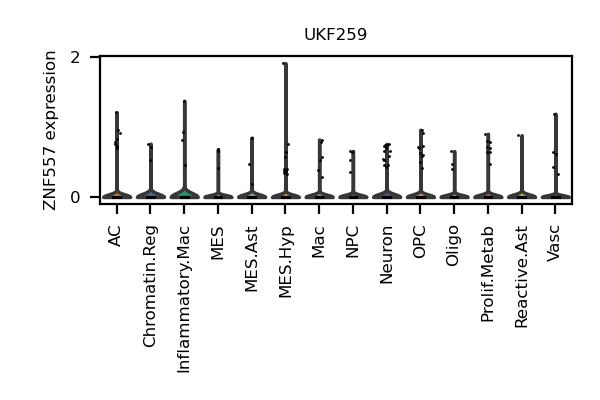 UKF259
ZNF557 expression
2
0
AC
Chromatin.Reg
Inflammatory.Mac
MES
MES.Ast
MES.Hyp
Mac
NPC
Neuron
OPC
Oligo
Prolif.Metab
Reactive.Ast
Vasc